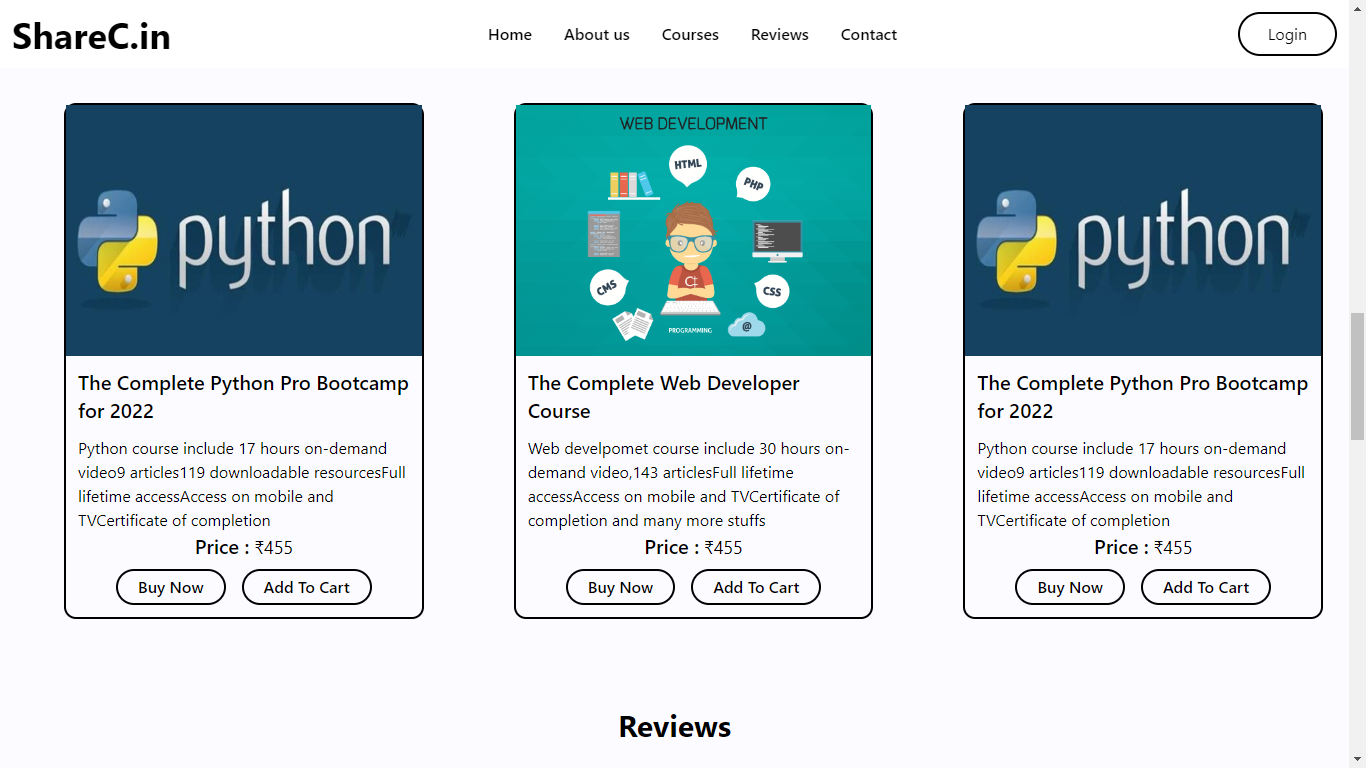 ShareC.in
Home About us Courses Reviews Contact
Login
python
The Complete Python Pro Bootcamp
for 2022
Python course include 17 hours on-demand
video9 articles119 downloadable resourcesFull
lifetime accessAccess on mobile and
TVCertificate of completion
Price : ₹455
Buy Now Add To Cart
WEB DEVELOPMENT
HTML
PHP
CMS
C
CSS
@
PROGRAMMING
The Complete Web Developer
Course
Web develpomet course include 30 hours on-
demand video,143 articlesFull lifetime
accessAccess on mobile and TVCertificate of
completion and many more stuffs
Price : ₹455
Buy Now Add To Cart
python
The Complete Python Pro Bootcamp
for 2022
Python course include 17 hours on-demand
video9 articles119 downloadable resourcesFull
lifetime accessAccess on mobile and
TVCertificate of completion
Price : ₹455
Buy Now Add To Cart
Reviews